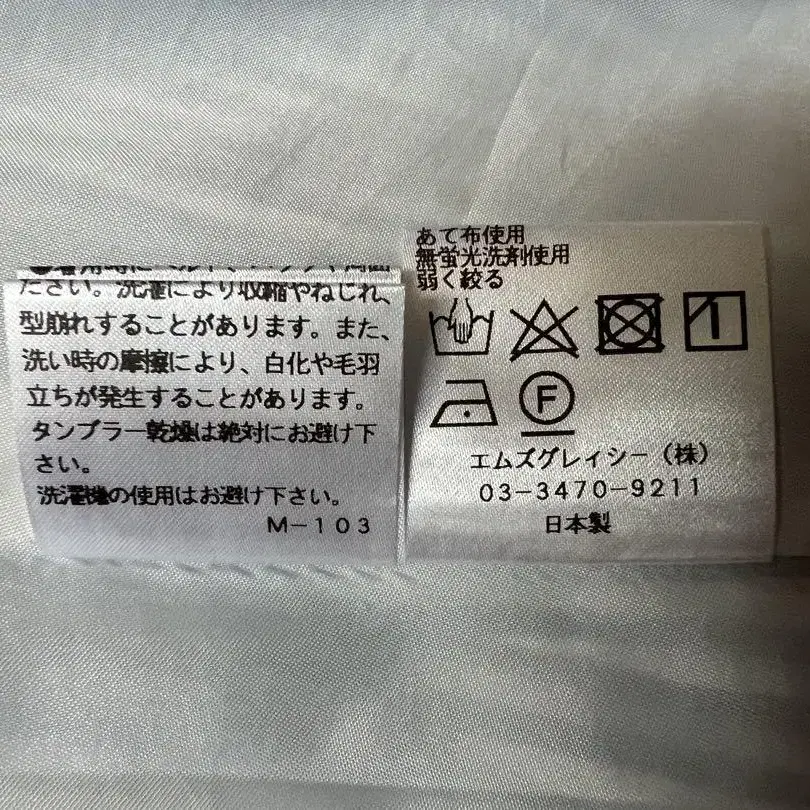 ださい。洗濯により収縮やねじれ、
型崩れすることがあります。また、
洗い時の摩擦により、白化や毛羽
立ちが発生することがあります。
タンブラー乾燥は絶対にお避け下
さい。
洗濯機の使用はお避け下さい。
M-103
あて布使用
無蛍光洗剤使用
弱く絞る
F
エムズグレイシー(株)
03-3470-9211
日本製